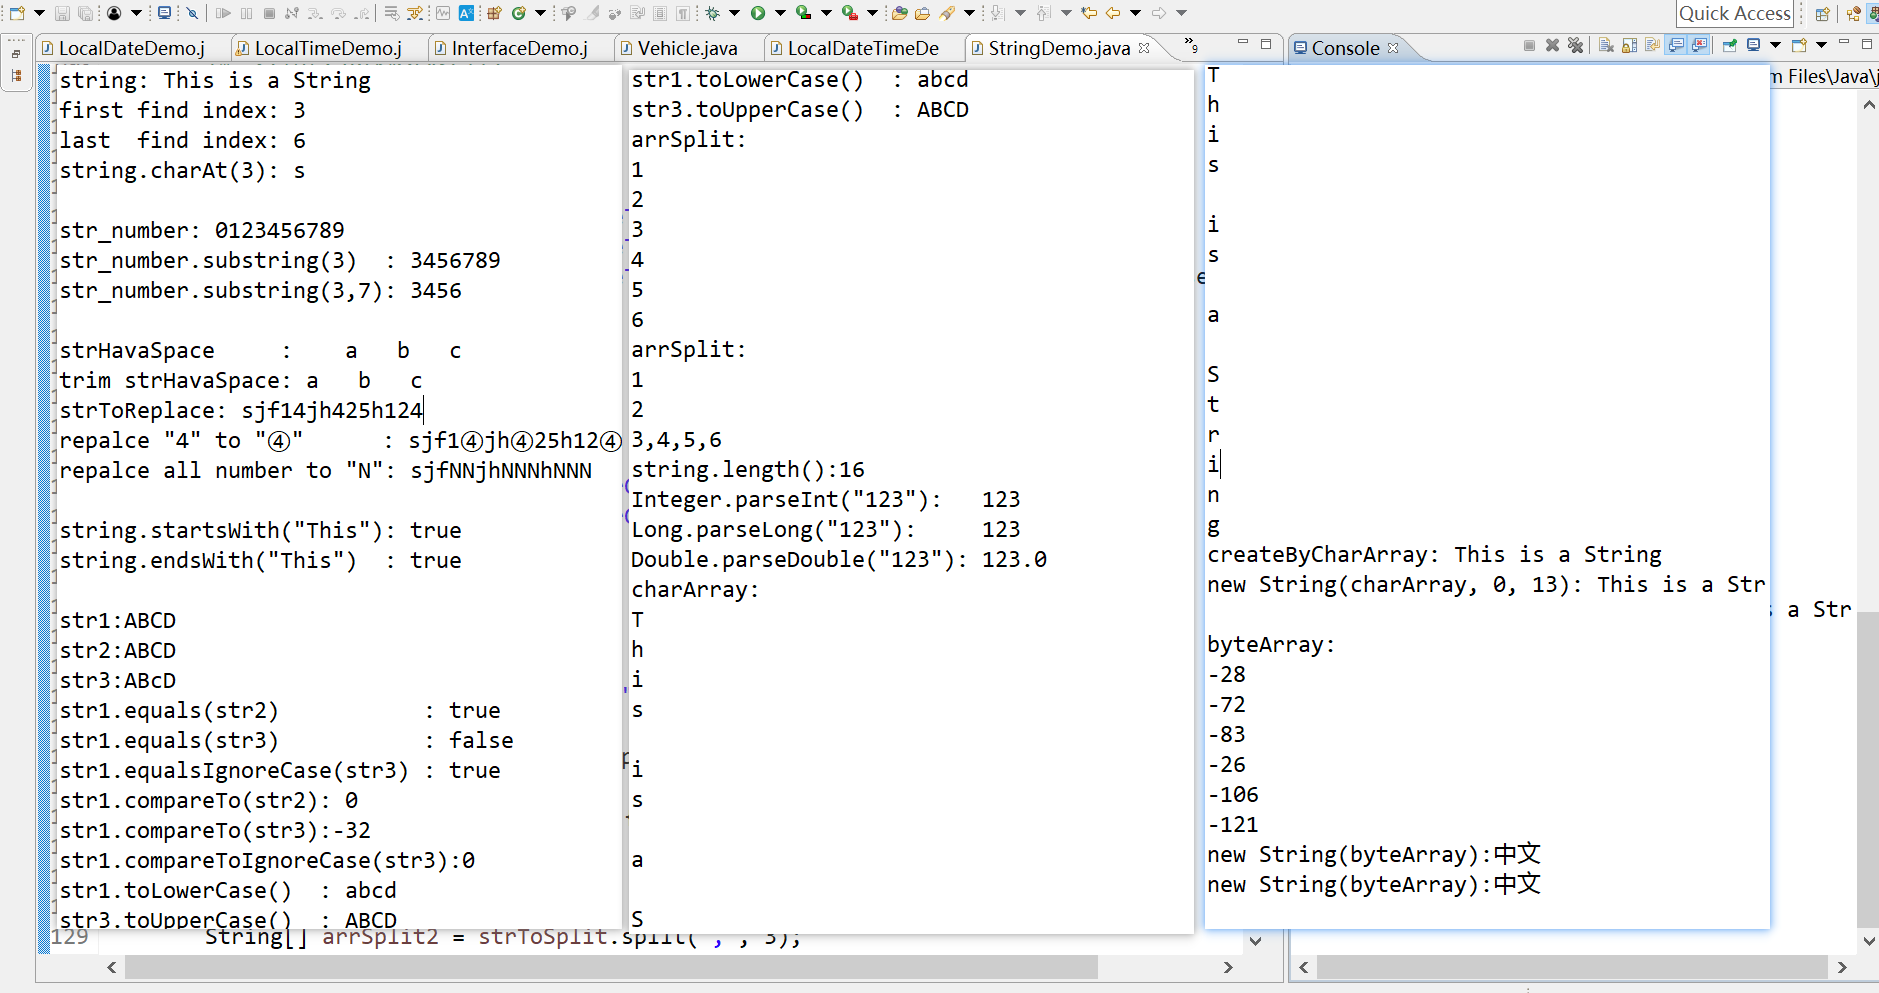 Quick Access
LocalDateDemo.j
LocalTimeDemo.j
InterfaceDemo.j
Vehicle.java
LocalDateTimeDe
StringDemo.java
9
Console
string: This is a String
first find index: 3
last  find index: 6
string.charAt(3): s
str_number: 0123456789
str_number.substring(3)  : 3456789
str_number.substring(3,7): 3456
strHavaSpace     :    a   b   c
trim strHavaSpace: a   b   c
strToReplace: sjf14jh425h124
repalce "4" to "④"      : sjf1④jh④25h12④
repalce all number to "N": sjfNNjhNNNhNNN
string.startsWith("This"): true
string.endsWith("This")  : true
str1:ABCD
str2:ABCD
str3:ABcD
str1.equals(str2)           : true
str1.equals(str3)           : false
str1.equalsIgnoreCase(str3) : true
str1.compareTo(str2): 0
str1.compareTo(str3):-32
str1.compareToIgnoreCase(str3):0
str1.toLowerCase()  : abcd
str3.toUpperCase()  : ABCD
str1.toLowerCase()  : abcd
str3.toUpperCase()  : ABCD
arrSplit:
1
2
3
4
5
6
arrSplit:
1
2
3,4,5,6
string.length():16
Integer.parseInt("123"):   123
Long.parseLong("123"):     123
Double.parseDouble("123"): 123.0
charArray:
T
h
i
s
i
s
a
S
T
h
i
s
i
s
a
S
t
r
i
n
g
createByCharArray: This is a String
new String(charArray, 0, 13): This is a Str
byteArray:
-28
-72
-83
-26
-106
-121
new String(byteArray):中文
new String(byteArray):中文
m Files\Java\j
s a Str
129 String[] arrSplit2 = strToSplit.split(",", 3);